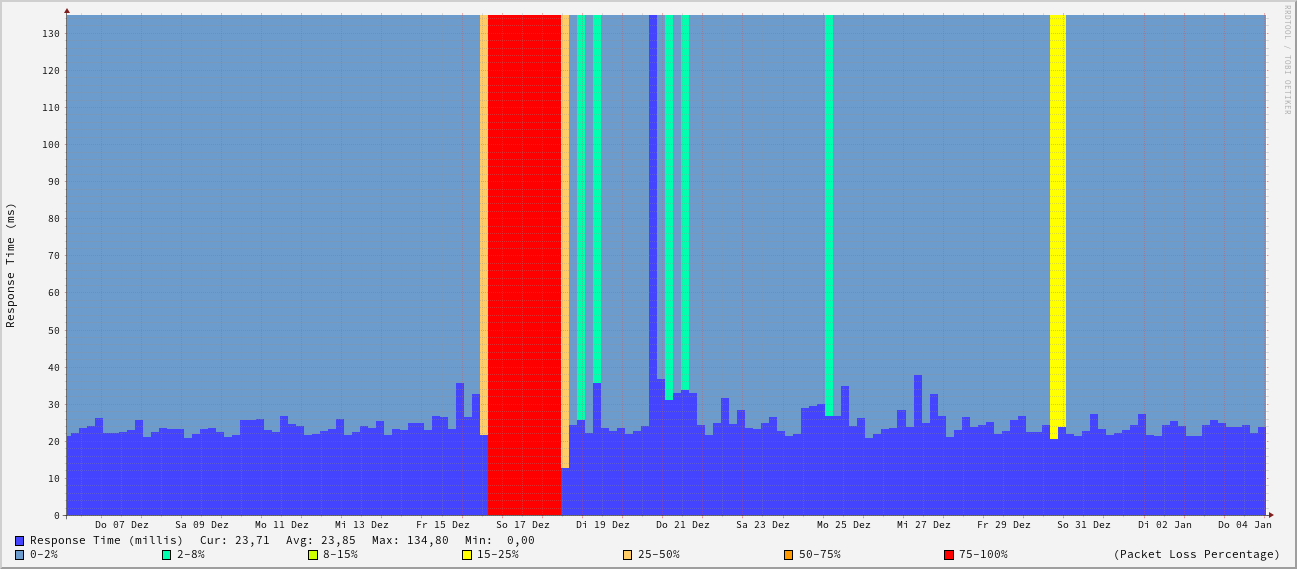 RRDTOOL / TOBI OETIKER
Response Time (ms)
130
120
110
100
90
80
70
60
50
40
30
20
10
0
Do 07 Dez Sa 09 Dez Mo 11 Dez Mi 13 Dez Fr 15 Dez So 17 Dez Di 19 Dez Do 21 Dez Sa 23 Dez Mo 25 Dez Mi 27 Dez Fr 29 Dez So 31 Dez Di 02 Jan Do 04 Jan
Response Time (millis) Cur: 23,71 Avg: 23,85 Max: 134,80 Min: 0,00
0-2% 2-8% 8-15% 15-25% 25-50% 50-75% 75-100% (Packet Loss Percentage)